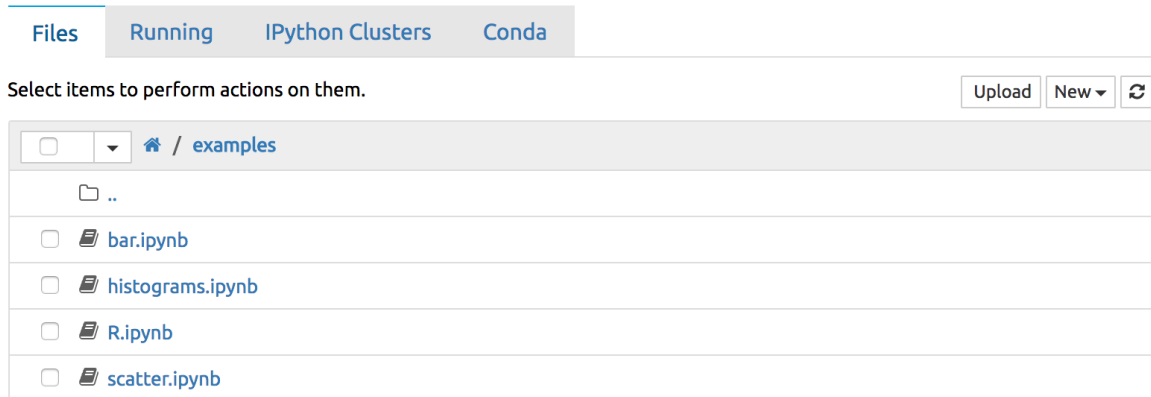 Files Running IPython Clusters Conda
Select items to perform actions on them. Upload New
/ examples
..
bar.ipynb
histograms.ipynb
R.ipynb
scatter.ipynb